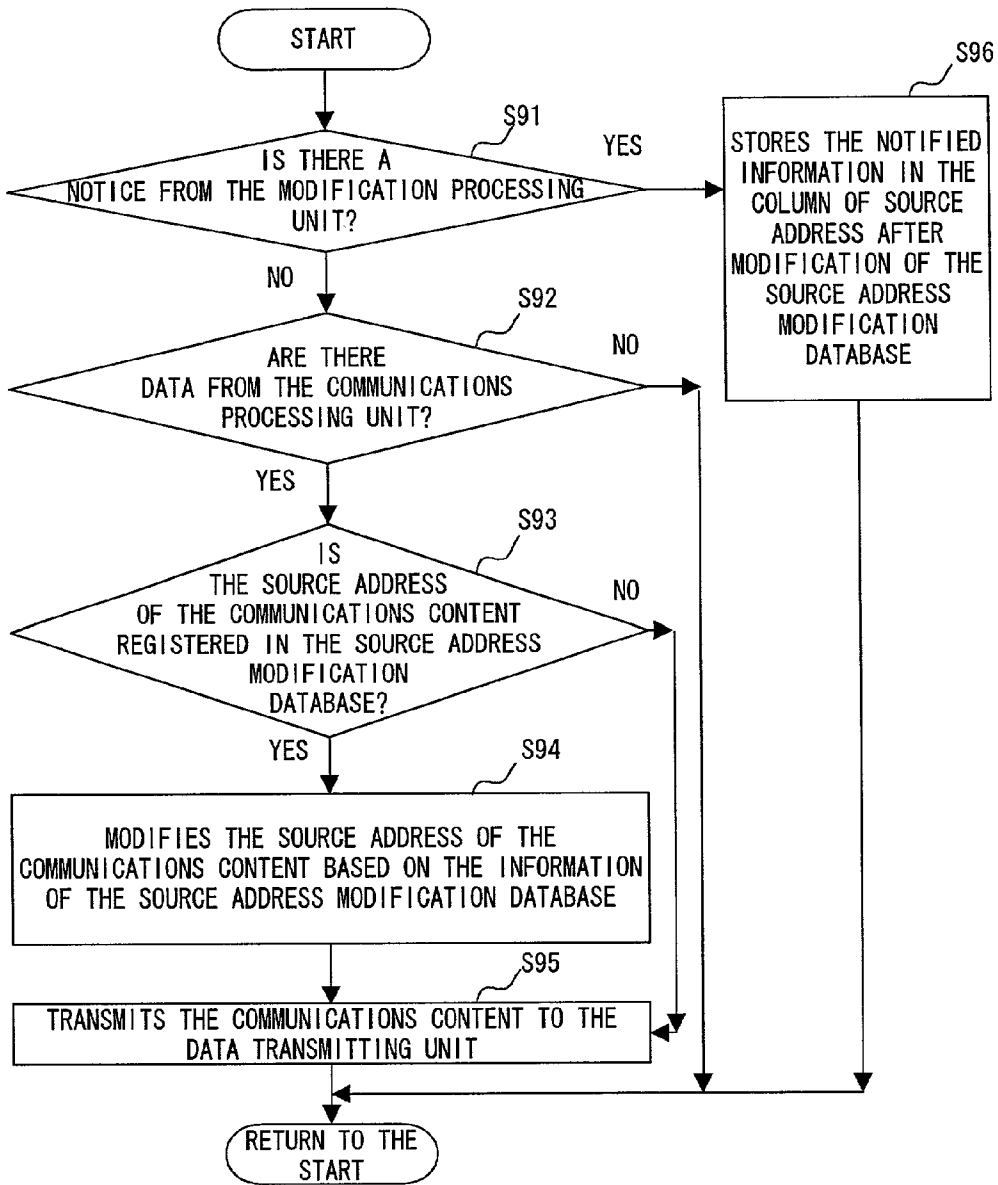 START
S91
IS THERE A
NOTICE FROM THE MODIFICATION PROCESSING
UNIT?
YES
NO
S96
STORES THE NOTIFIED
INFORMATION IN THE
COLUMN OF SOURCE
ADDRESS AFTER
MODIFICATION OF THE
SOURCE ADDRESS
MODIFICATION
DATABASE
S92
ARE THERE
DATA FROM THE COMMUNICATIONS
PROCESSING UNIT?
NO
YES
S93
IS
THE SOURCE ADDRESS
OF THE COMMUNICATIONS CONTENT
REGISTERED IN THE SOURCE ADDRESS
MODIFICATION
DATABASE?
NO
YES
S94
MODIFIES THE SOURCE ADDRESS OF THE
COMMUNICATIONS CONTENT BASED ON THE INFORMATION
OF THE SOURCE ADDRESS MODIFICATION DATABASE
S95
TRANSMITS THE COMMUNICATIONS CONTENT TO THE
DATA TRANSMITTING UNIT
RETURN TO THE
START